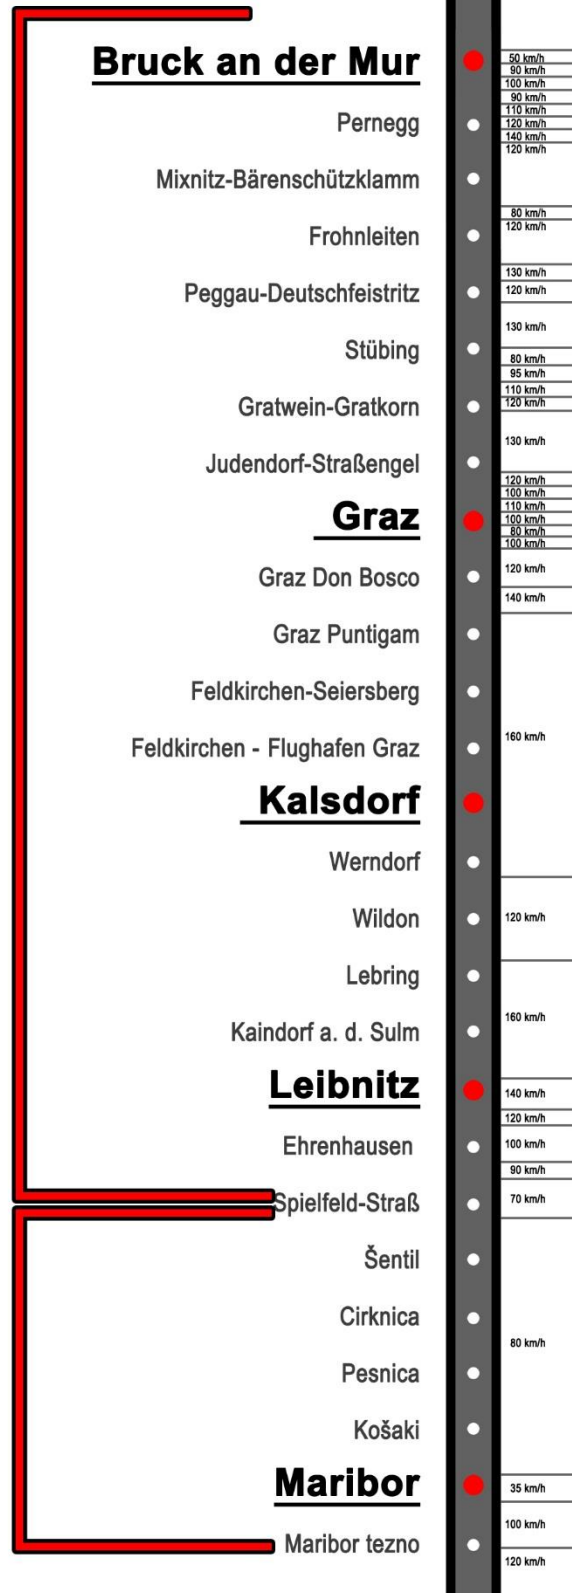 Bruck an der Mur
50 km/h
90 km/h
100 km/h
90 km/h
110 km/h
Pernegg
120 km/h
140 km/h
120 km/h
Mixnitz-Bärenschützklamm
80 km/h
120 km/h
Frohnleiten
130 km/h
Peggau-Deutschfeistritz
120 km/h
130 km/h
Stübing
80 km/h
95 km/h
110 km/h
120 km/h
Gratwein-Gratkorn
130 km/h
Judendorf-Straßengel
120 km/h
100 km/h
110 km/h
Graz
100 km/h
80 km/h
100 km/h
120 km/h
Graz Don Bosco
140 km/h
Graz Puntigam
Feldkirchen-Seiersberg
160 km/h
Feldkirchen - Flughafen Graz
Kalsdorf
Werndorf
Wildon
120 km/h
Lebring
160 km/h
Kaindorf a. d. Sulm
Leibnitz
140 km/h
120 km/h
Ehrenhausen
100 km/h
90 km/h
Spielfeld-Straß
70 km/h
Šentil
Cirknica
80 km/h
Pesnica
Košaki
Maribor
35 km/h
100 km/h
Maribor tezno
120 km/h